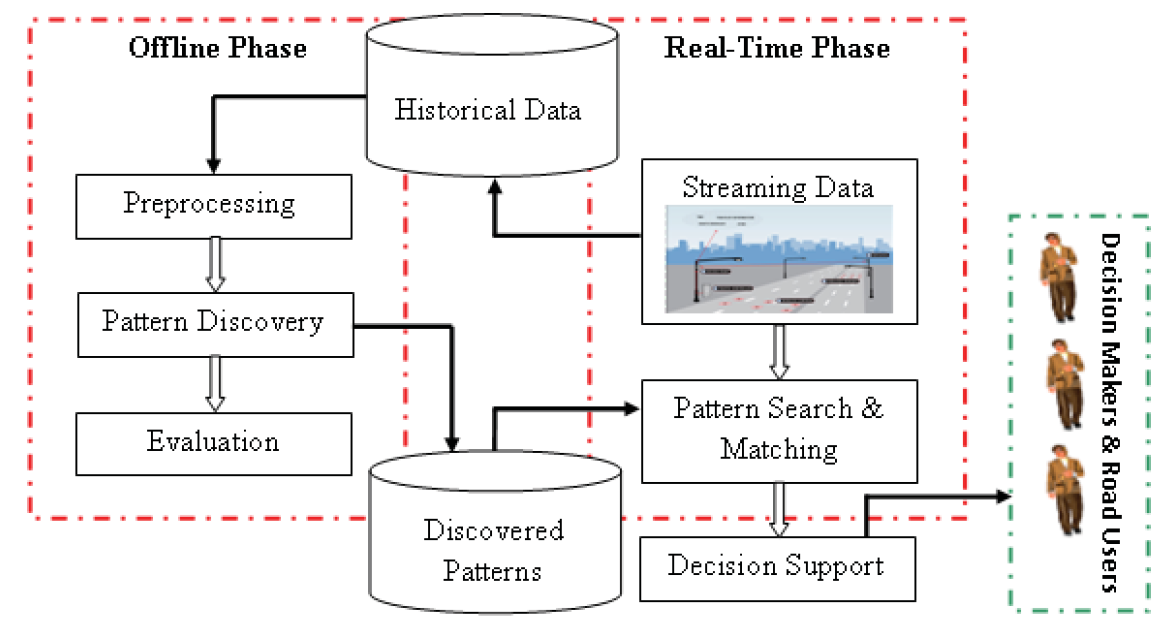 Offline Phase
Real-Time Phase
Historical Data
Preprocessing
Streaming Data
Pattern Discovery
Evaluation
Pattern Search &
Matching
Discovered
Patterns
Decision Support
Decision Makers & Road Users